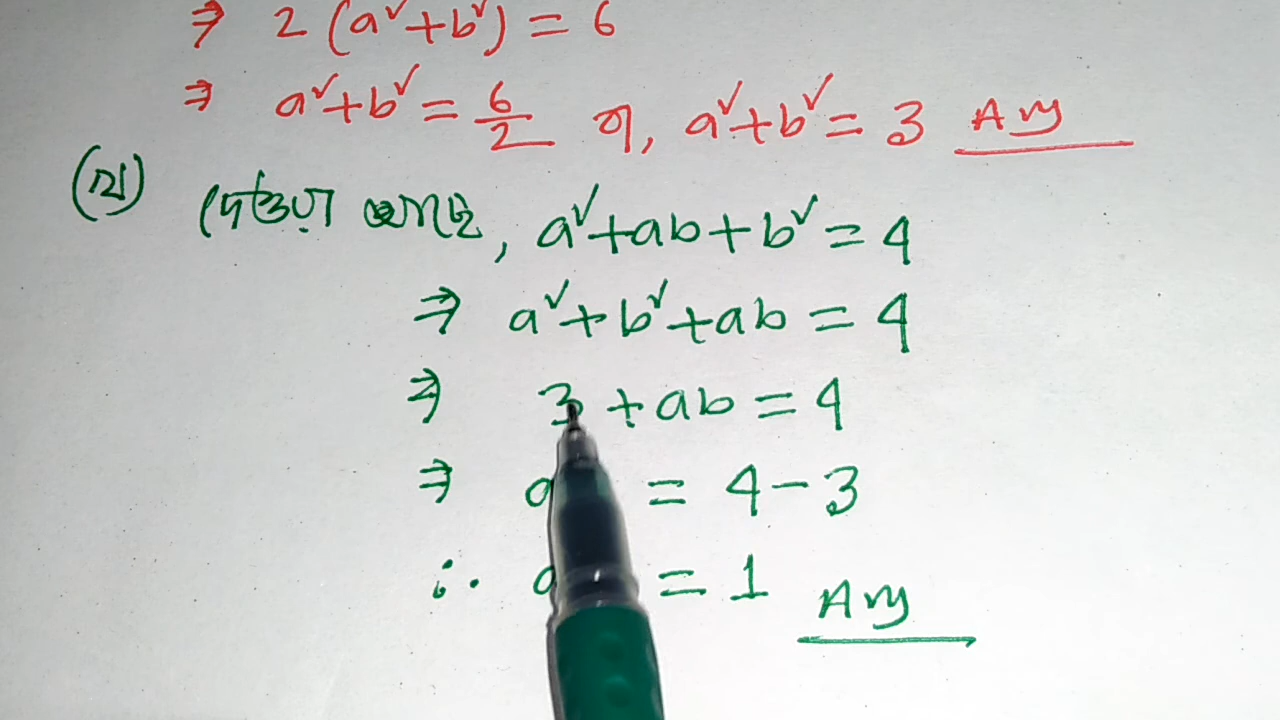 ⇒ 2 (a²+b²) = 6
⇒ a²+b² = 6/2 বা, a²+b² = 3 Ans
(ii) দেওয়া আছে, a²+ab+b² = 4
⇒ a²+b²+ab = 4
⇒ 3 +ab = 4
⇒ a = 4-3
∴ a = 1 Ans